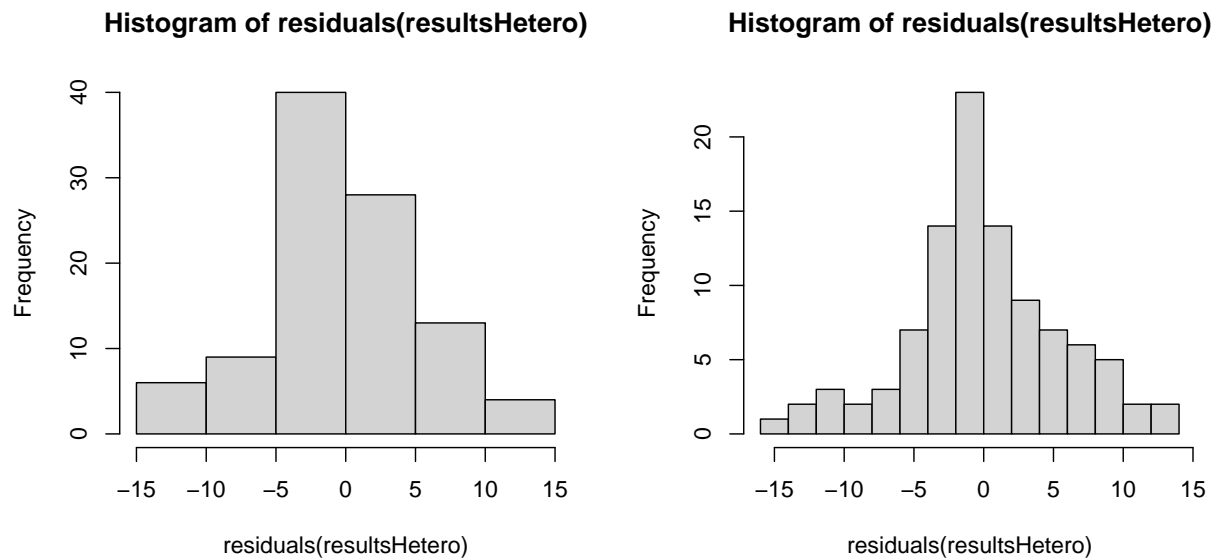 Histogram of residuals(resultsHetero)
Frequency
40
30
20
10
0
−15 −10 −5 0 5 10 15
residuals(resultsHetero)
Histogram of residuals(resultsHetero)
Frequency
20
15
10
5
0
−15 −10 −5 0 5 10 15
residuals(resultsHetero)